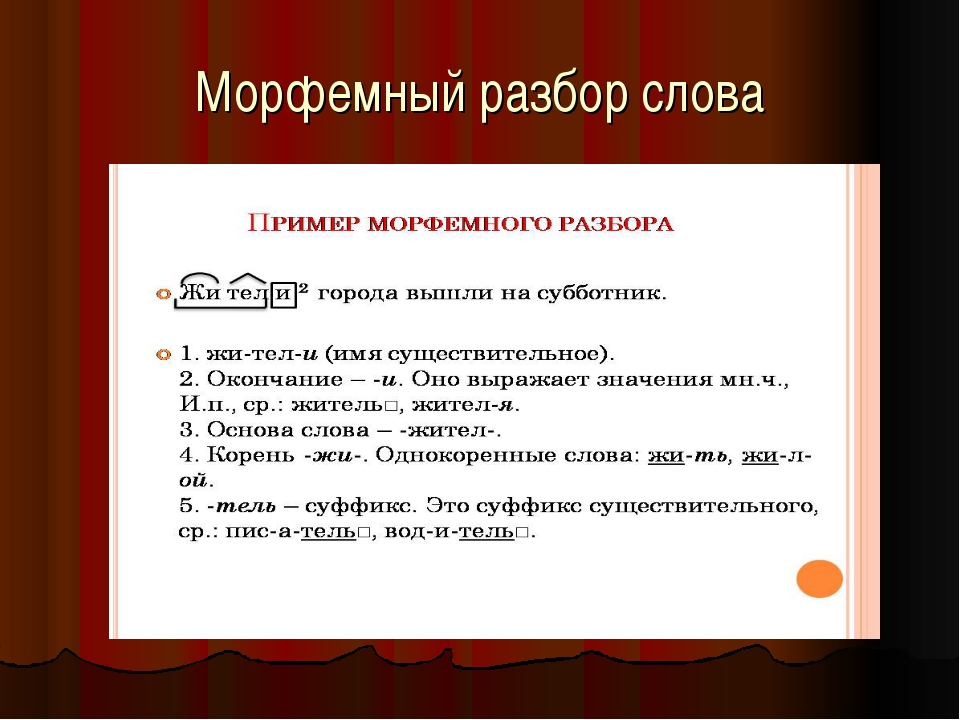 Морфемный разбор слова
ПРИМЕР МОРФЕМНОГО РАЗБОРА
Жи тел и ² города вышли на субботник.
1. жи-тел-и (имя существительное).
2. Окончание – -и. Оно выражает значения мн.ч.,
И.п., ср.: житель□, жител-я.
3. Основа слова – -жител-.
4. Корень -жи-. Однокоренные слова: жи-ть, жи-л-
ой.
5. -тель – суффикс. Это суффикс существительного,
ср.: пис-а-тель□, вод-и-тель□.